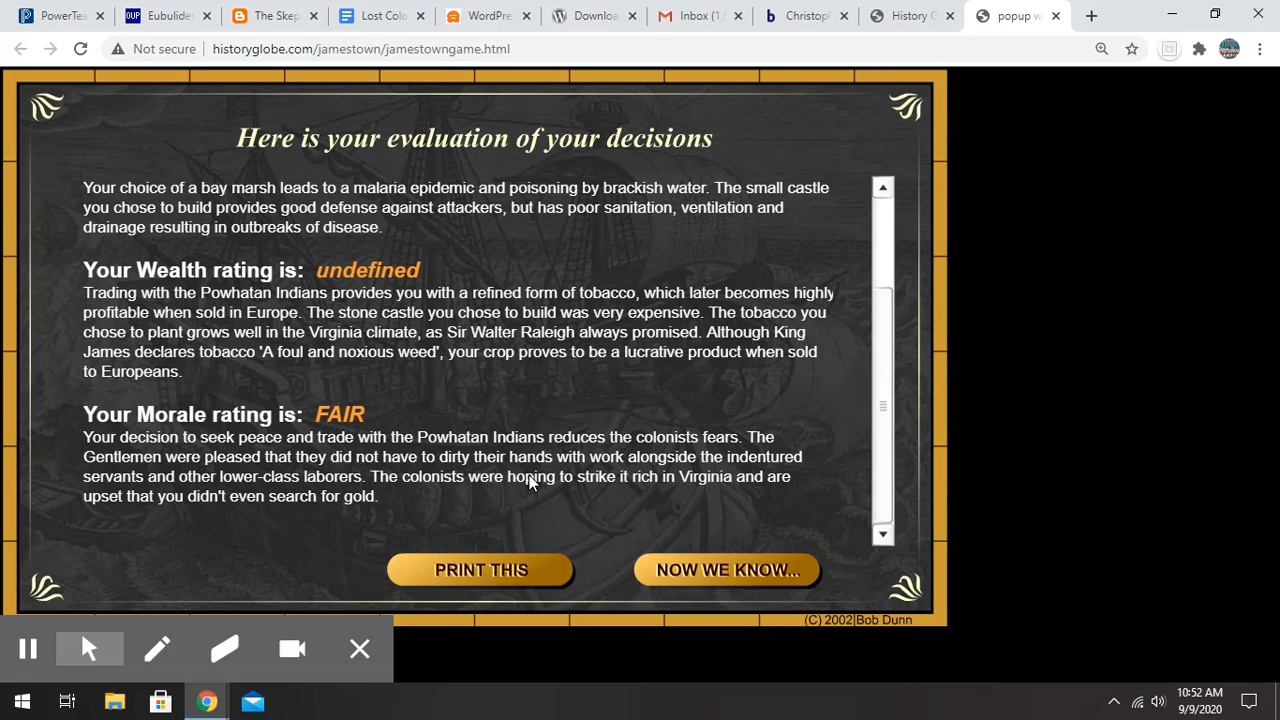 PowerTea
Eubulide
The Skep
Lost Colo
WordPre
Downloa
Inbox (1,
Christop
History G
popup w
Not secure
historyglobe.com/jamestown/jamestowngame.html
Here is your evaluation of your decisions
Your choice of a bay marsh leads to a malaria epidemic and poisoning by brackish water. The small castle
you chose to build provides good defense against attackers, but has poor sanitation, ventilation and
drainage resulting in outbreaks of disease.
Your Wealth rating is: undefined
Trading with the Powhatan Indians provides you with a refined form of tobacco, which later becomes highly
profitable when sold in Europe. The stone castle you chose to build was very expensive. The tobacco you
chose to plant grows well in the Virginia climate, as Sir Walter Raleigh always promised. Although King
James declares tobacco 'A foul and noxious weed', your crop proves to be a lucrative product when sold
to Europeans.
Your Morale rating is: FAIR
Your decision to seek peace and trade with the Powhatan Indians reduces the colonists fears. The
Gentlemen were pleased that they did not have to dirty their hands with work alongside the indentured
servants and other lower-class laborers. The colonists were hoping to strike it rich in Virginia and are
upset that you didn't even search for gold.
PRINT THIS
NOW WE KNOW...
(C) 2002 Bob Dunn
10:52 AM
9/9/2020